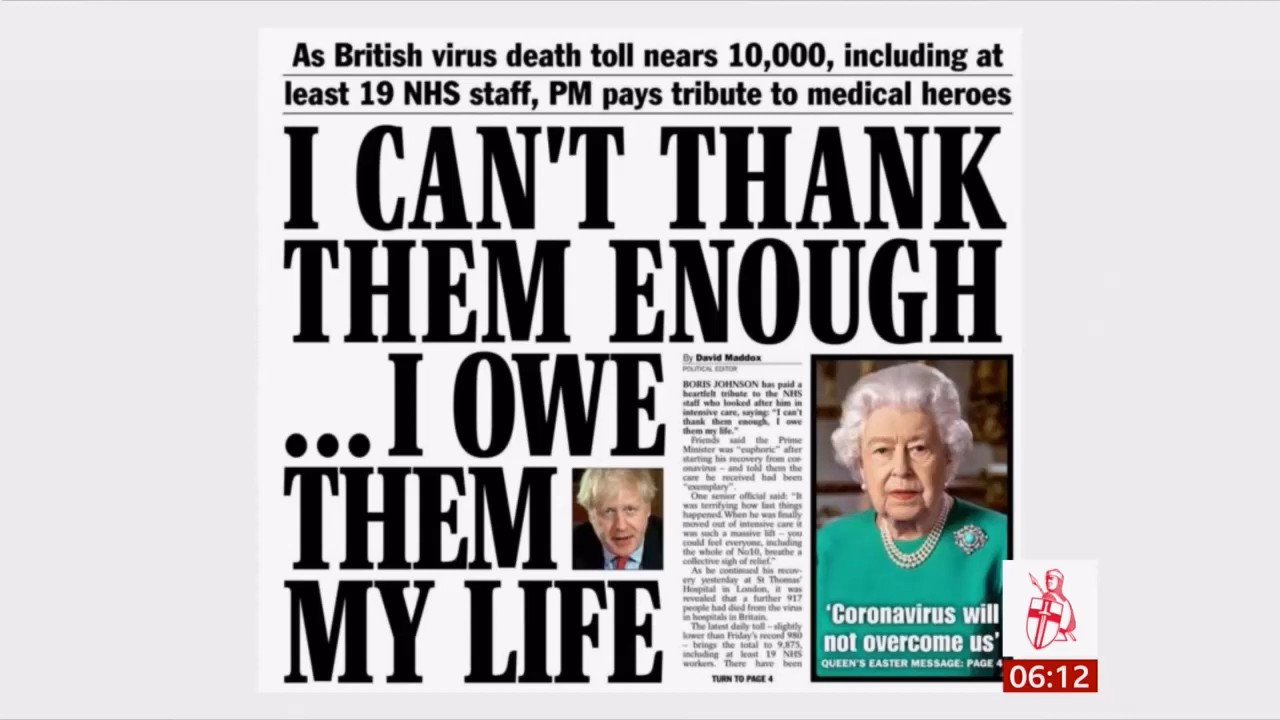 As British virus death toll nears 10,000, including at
least 19 NHS staff, PM pays tribute to medical heroes
I CAN'T THANK
THEM ENOUGH
...I OWE
THEM
MY LIFE
By David Maddox
POLITICAL EDITOR
BORIS JOHNSON has paid a
heartfelt tribute to the NHS
staff who looked after him in
intensive care, saying: “I can't
thank them enough, I owe
them my life.”
Friends said the Prime
Minister was “euphoric” after
starting his recovery from cor-
onavirus – and told them the
care he received had been
“exemplary”.
One senior official said: “It
was terrifying how fast things
happened. When he was finally
moved out of intensive care it
was such a massive lift – you
could feel everyone, including
the whole of No10, breathe a
collective sigh of relief.”
As he continued his recov-
ery yesterday at St Thomas'
Hospital in London, it was
revealed that a further 917
people had died from the virus
in hospitals in Britain.
The latest daily toll – slightly
lower than Friday's record 980
– brings the total to 9,875,
including at least 19 NHS
workers. There have been
TURN TO PAGE 4
‘Coronavirus will
not overcome us’
QUEEN'S EASTER MESSAGE: PAGE 4
06:12